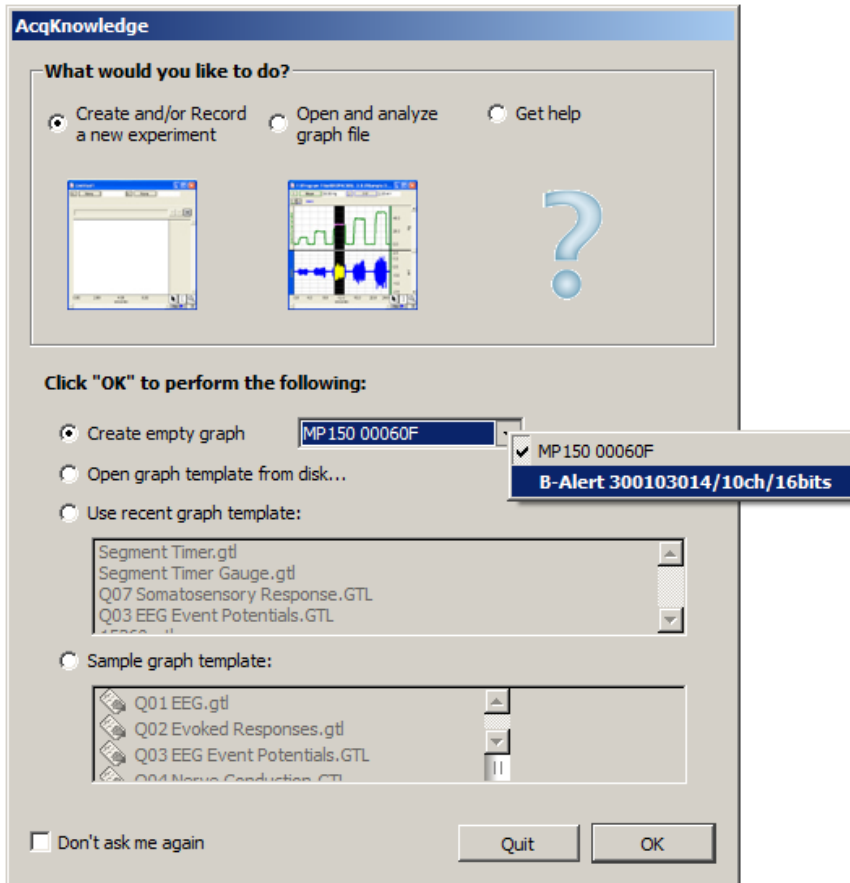 AcqKnowledge
What would you like to do?
Create and/or Record
a new experiment
Open and analyze
graph file
Get help
Click "OK" to perform the following:
Create empty graph
MP150 00060F
MP150 00060F
B-Alert 300103014/10ch/16bits
Open graph template from disk...
Use recent graph template:
Segment Timer.gtl
Segment Timer Gauge.gtl
Q07 Somatosensory Response.GTL
Q03 EEG Event Potentials.GTL
Sample graph template:
Q01 EEG.gtl
Q02 Evoked Responses.gtl
Q03 EEG Event Potentials.GTL
Q04 Nerve Conduction.GTL
Don't ask me again
Quit
OK